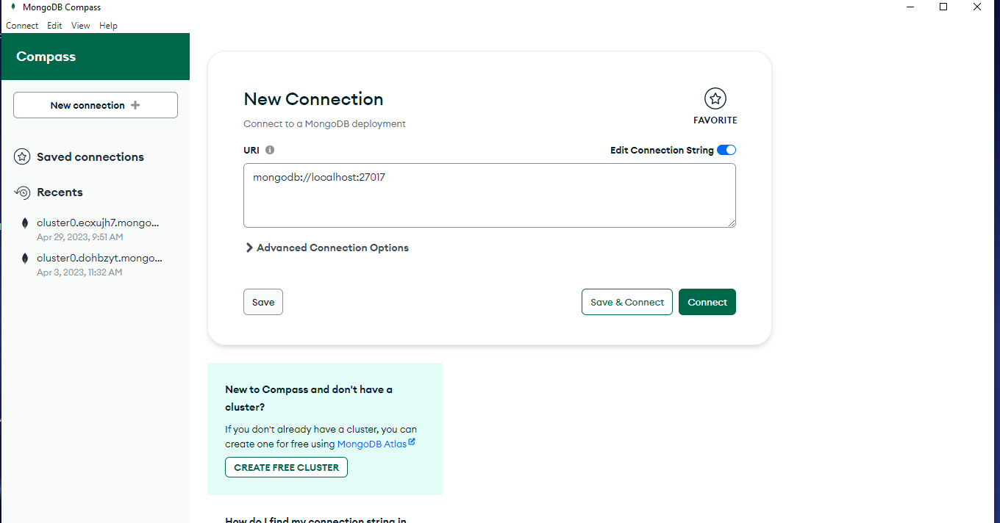 MongoDB Compass
Connect Edit View Help
Compass
New connection
Saved connections
Recents
cluster0.ecxujh7.mongo...
Apr 29, 2023, 9:51 AM
cluster0.dohbzyt.mongo...
Apr 3, 2023, 11:32 AM
New Connection
Connect to a MongoDB deployment
FAVORITE
URI
Edit Connection String
mongodb://localhost:27017
Advanced Connection Options
Save
Save & Connect
Connect
New to Compass and don't have a
cluster?
If you don't already have a cluster, you can
create one for free using MongoDB Atlas
CREATE FREE CLUSTER
How do I find my connection string in